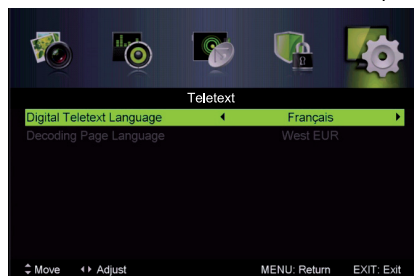 Teletext
Digital Teletext Language Français
Decoding Page Language West EUR
Move Adjust MENU: Return EXIT: Exit